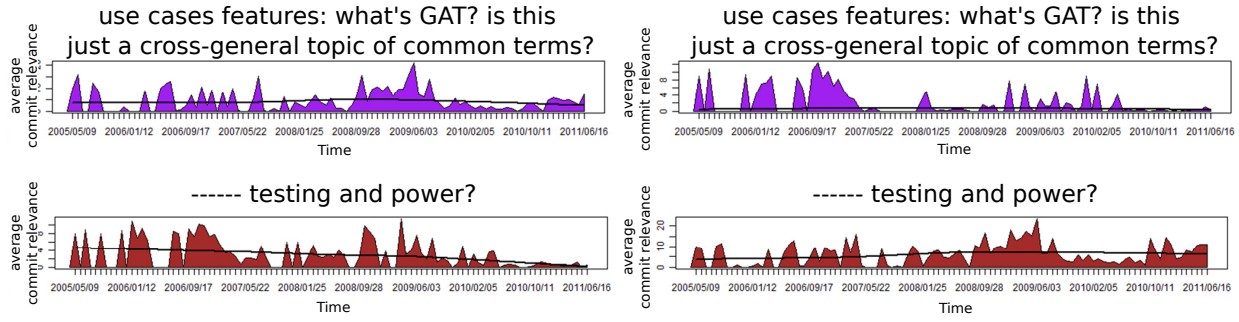 use cases features: what's GAT? is this
just a cross-general topic of common terms?
average
commit relevance
0 2 4
2005/05/09 2006/01/12 2006/09/17 2007/05/22 2008/01/25 2008/09/28 2009/06/03 2010/02/05 2010/10/11 2011/06/16
Time
use cases features: what's GAT? is this
just a cross-general topic of common terms?
average
commit relevance
0 4 8
2005/05/09 2006/01/12 2006/09/17 2007/05/22 2008/01/25 2008/09/28 2009/06/03 2010/02/05 2010/10/11 2011/06/16
Time
------ testing and power?
average
commit relevance
0 4 8
2005/05/09 2006/01/12 2006/09/17 2007/05/22 2008/01/25 2008/09/28 2009/06/03 2010/02/05 2010/10/11 2011/06/16
Time
---- testing and power?
average
commit relevance
0 10 20
2005/05/09 2006/01/12 2006/09/17 2007/05/22 2008/01/25 2008/09/28 2009/06/03 2010/02/05 2010/10/11 2011/06/16
Time